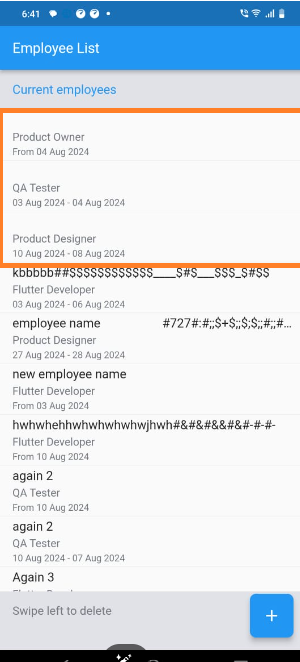 6:41
Employee List
Current employees
Product Owner
From 04 Aug 2024
QA Tester
03 Aug 2024 - 04 Aug 2024
Product Designer
10 Aug 2024 - 08 Aug 2024
kbbbbb##$$$$$$$$$$$$____$#$___$$$_$#$$
Flutter Developer
03 Aug 2024 - 06 Aug 2024
employee name #727#:#;;$+$;;$;$;;#;;#...
Product Designer
27 Aug 2024 - 28 Aug 2024
new employee name
Flutter Developer
From 03 Aug 2024
hwhwhehhwhwhwhwhwhwjhwh#&#&#&&#&#-#-#-
Flutter Developer
From 10 Aug 2024
again 2
QA Tester
From 10 Aug 2024
again 2
QA Tester
10 Aug 2024 - 07 Aug 2024
Again 3
Swipe left to delete
+